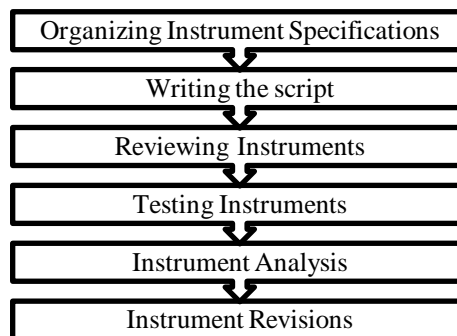 Organizing Instrument Specifications
Writing the script
Reviewing Instruments
Testing Instruments
Instrument Analysis
Instrument Revisions